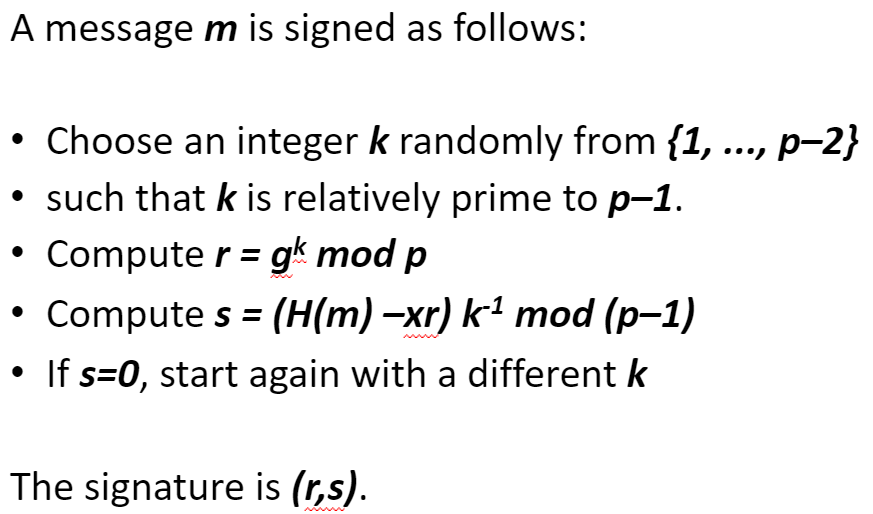 A message m is signed as follows:
• Choose an integer k randomly from {1, ..., p–2}
• such that k is relatively prime to p–1.
• Compute r = gᵏ mod p
• Compute s = (H(m) –xr) k⁻¹ mod (p–1)
• If s=0, start again with a different k
The signature is (r,s).